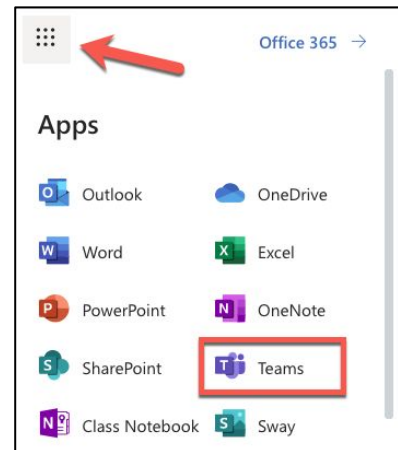 Office 365 →
Apps
Outlook OneDrive
Word Excel
PowerPoint OneNote
SharePoint Teams
Class Notebook Sway